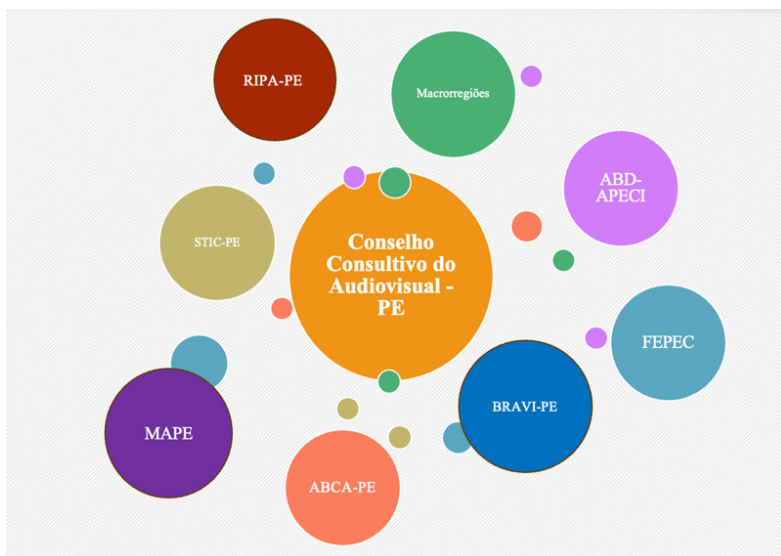 RIPA-PE
Macrorregiões
ABD-
APECI
STIC-PE
Conselho
Consultivo do
Audiovisual -
PE
FEPEC
BRAVI-PE
MAPE
ABCA-PE